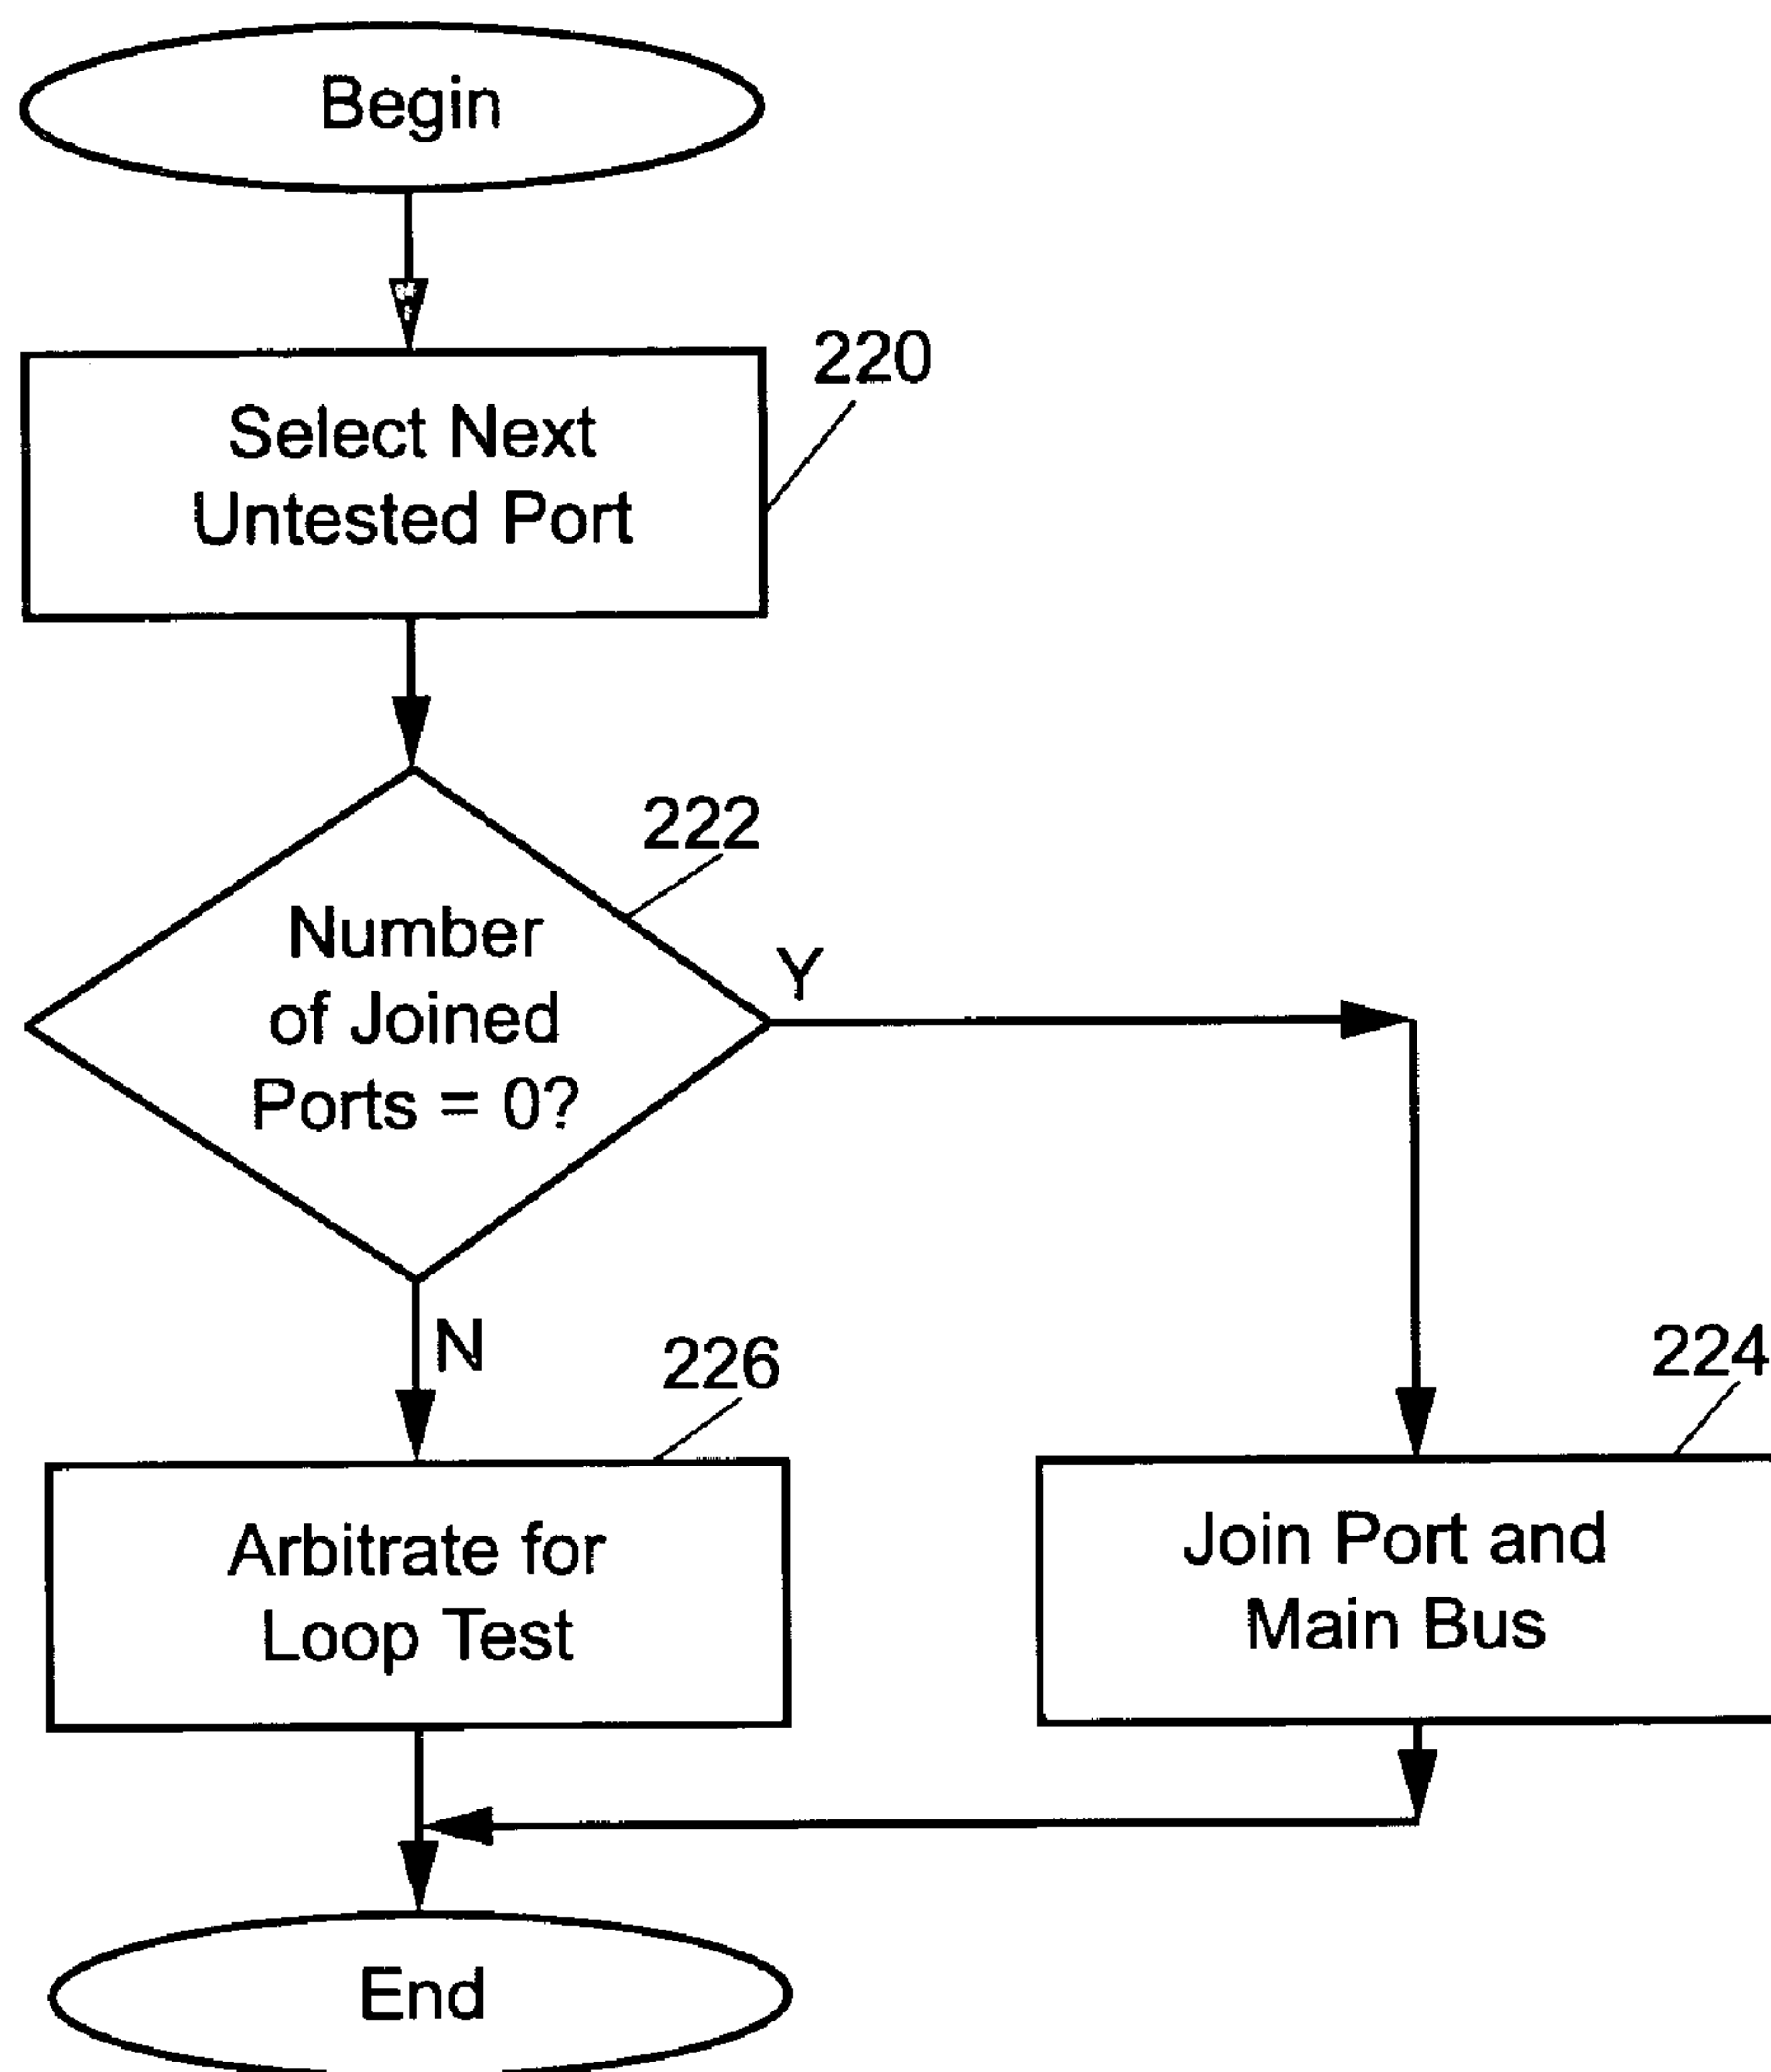 Begin
220
Select Next
Untested Port
222
Number
of Joined
Ports = 0?
Y
N
226
224
Arbitrate for
Loop Test
Join Port and
Main Bus
End